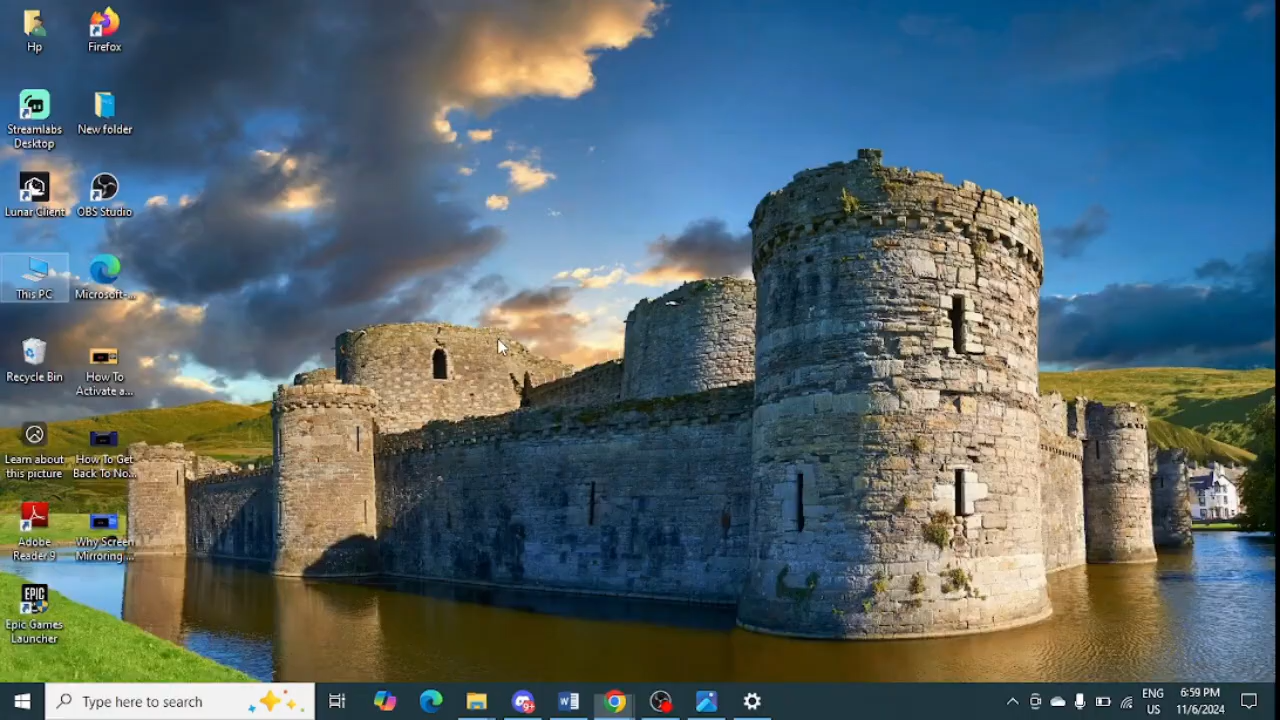 Hp
Firefox
Streamlabs
Desktop
New folder
Lunar Client
OBS Studio
This PC
Microsoft-...
Recycle Bin
How To
Activate a...
Learn about
this picture
How To Get
Back To No...
Adobe
Reader 9
Why Screen
Mirroring ...
EPIC
GAMES
Epic Games
Launcher
Type here to search
9+
W
ENG
US
6:59 PM
11/6/2024